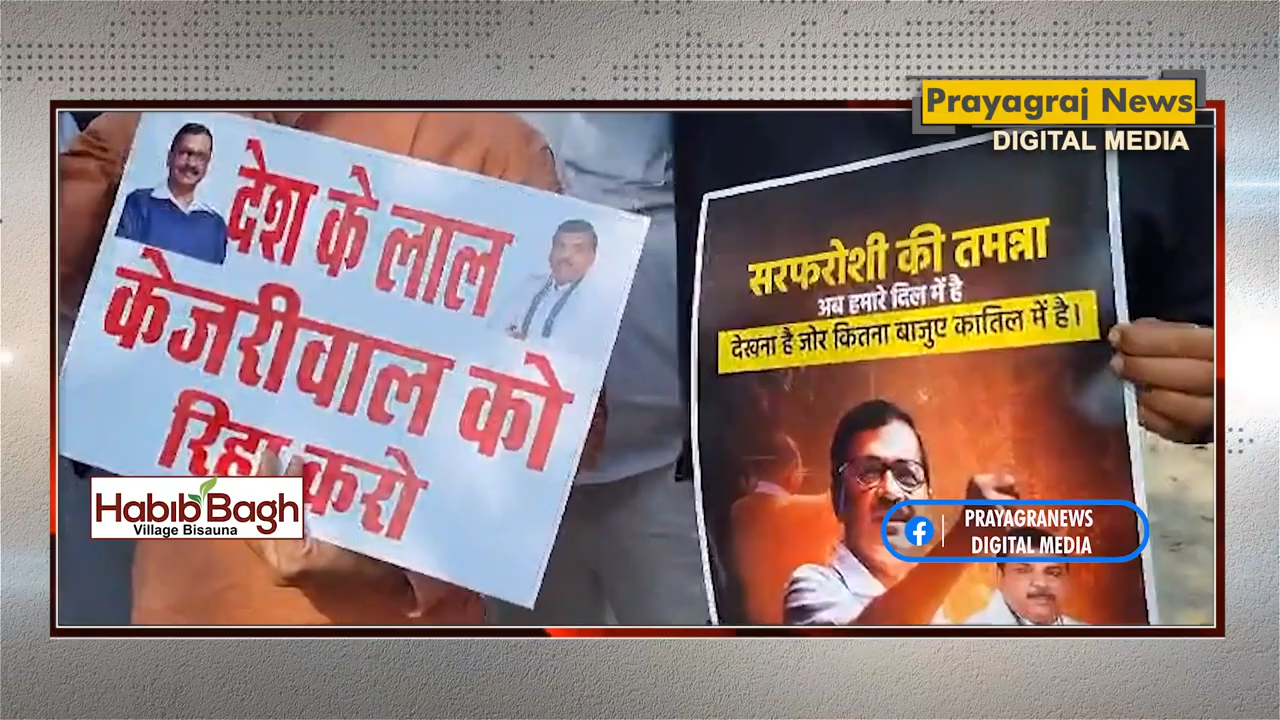 Prayagraj News
DIGITAL MEDIA
देश के लाल
केजरीवाल को
रिहा करो
सरफरोशी की तमन्ना
अब हमारे दिल में है
देखना है ज़ोर कितना बाजुए कातिल में है।
Habib Bagh
Village Bisauna
PRAYAGRANEWS
DIGITAL MEDIA